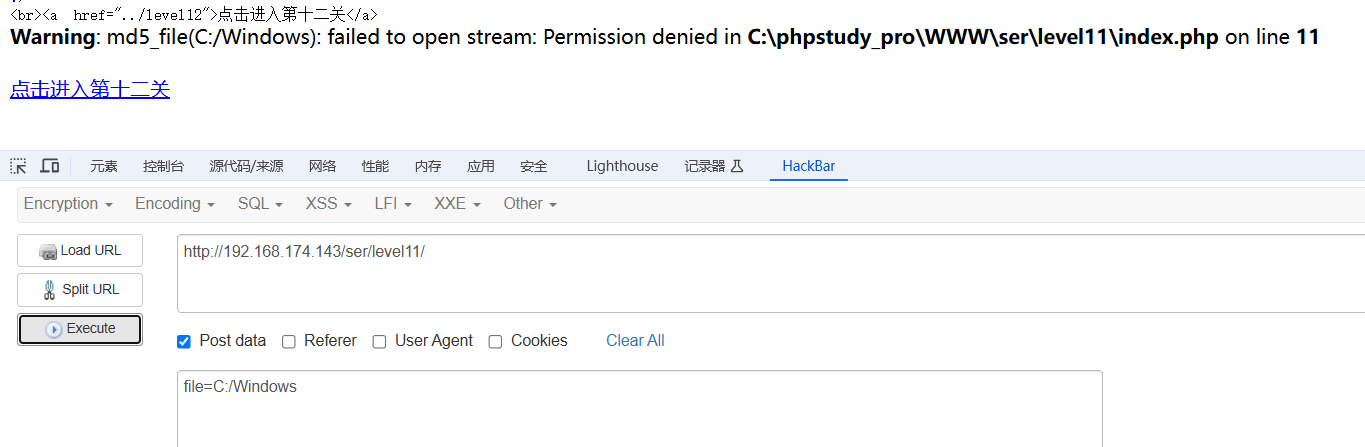 <br><a  href="../level12">点击进入第十二关</a>
Warning: md5_file(C:/Windows): failed to open stream: Permission denied in C:\phpstudy_pro\WWW\ser\level11\index.php on line 11
点击进入第十二关
元素 控制台 源代码/来源 网络 性能 内存 应用 安全 Lighthouse 记录器 HackBar
Encryption Encoding SQL XSS LFI XXE Other
Load URL
http://192.168.174.143/ser/level11/
Split URL
Execute
Post data Referer User Agent Cookies Clear All
file=C:/Windows